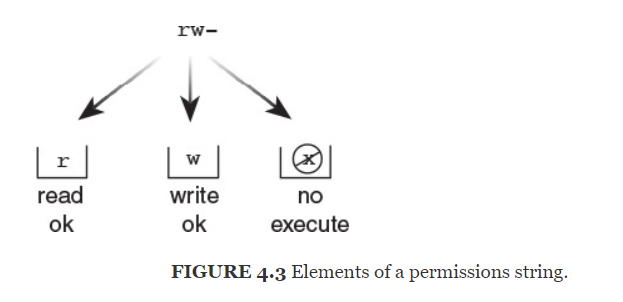 rw-
r w x
read write no
ok ok execute
FIGURE 4.3 Elements of a permissions string.